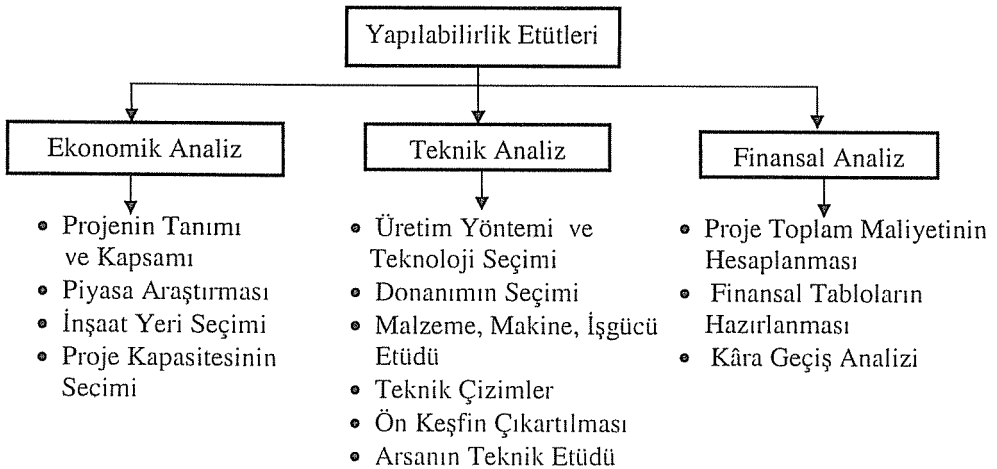 Yapılabilirlik Etütleri
Ekonomik Analiz
Projenin Tanımı
ve Kapsamı
Piyasa Araştırması
İnşaat Yeri Seçimi
Proje Kapasitesinin
Secimi
Teknik Analiz
Üretim Yöntemi ve
Teknoloji Seçimi
Donanımın Seçimi
Malzeme, Makine, İşgücü
Etüdü
Teknik Çizimler
Ön Keşfin Çıkartılması
Arsanın Teknik Etüdü
Finansal Analiz
Proje Toplam Maliyetinin
Hesaplanması
Finansal Tabloların
Hazırlanması
Kâra Geçiş Analizi